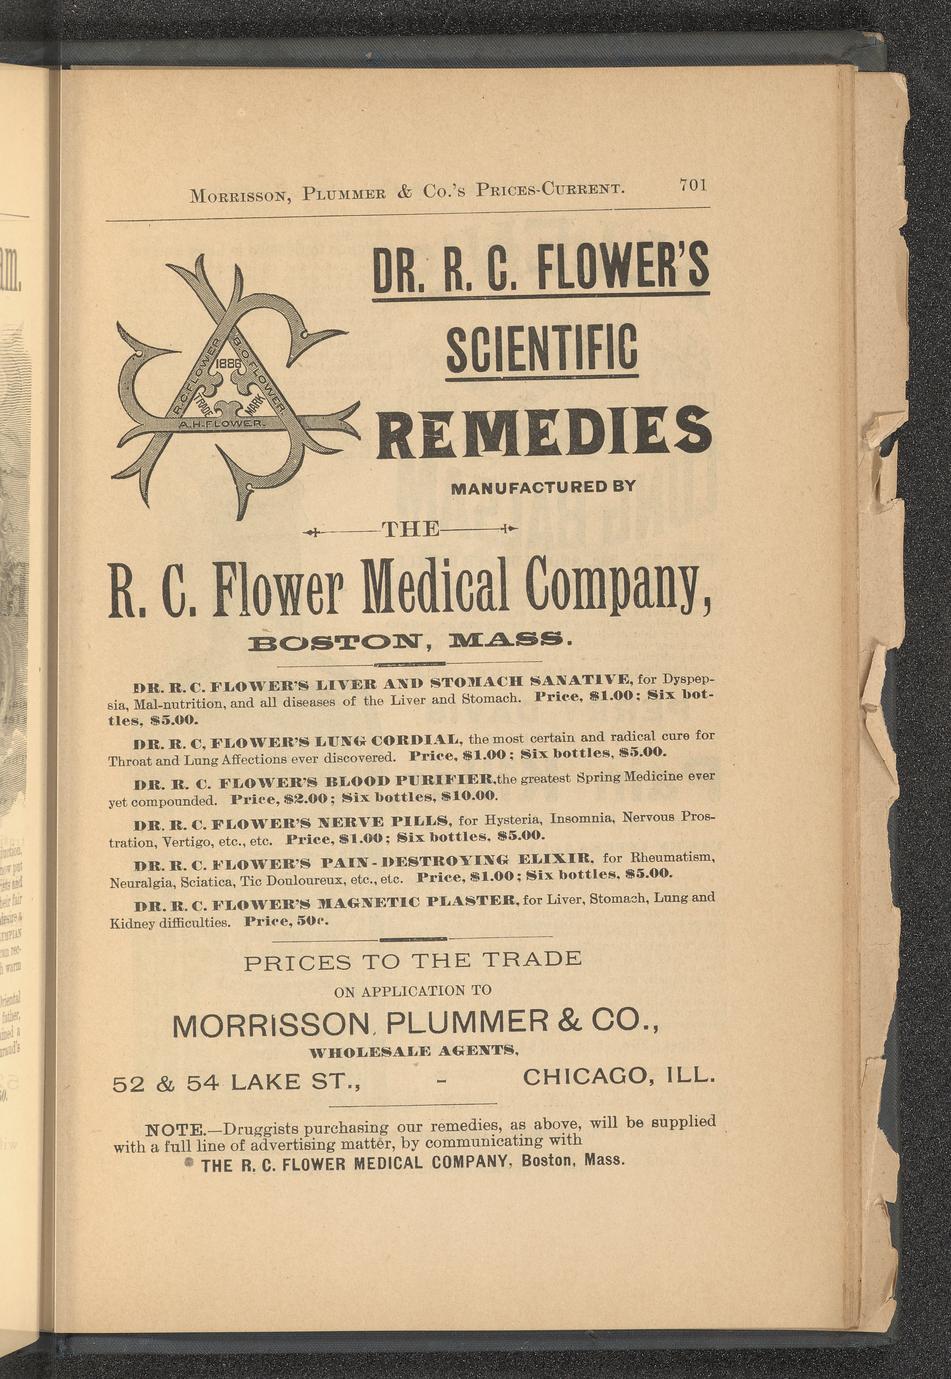 MORRISSON, PLUMMER & CO.'S PRICES-CURRENT. 701
DR. R. C. FLOWER'S
SCIENTIFIC
REMEDIES
MANUFACTURED BY
R.C. FLOWER
B.O. FLOWER.
1886
TRADE MARK
A.H. FLOWER.
THE
R. C. Flower Medical Company,
BOSTON, MASS.
DR. R. C. FLOWER'S LIVER AND STOMACH SANATIVE, for Dyspep-
sia, Mal-nutrition, and all diseases of the Liver and Stomach. Price, $1.00; Six bot-
tles, $5.00.
DR. R. C, FLOWER'S LUNG CORDIAL, the most certain and radical cure for
Throat and Lung Affections ever discovered. Price, $1.00; Six bottles, $5.00.
DR. R. C. FLOWER'S BLOOD PURIFIER,the greatest Spring Medicine ever
yet compounded. Price, $2.00; Six bottles, $10.00.
DR. R. C. FLOWER'S NERVE PILLS, for Hysteria, Insomnia, Nervous Pros-
tration, Vertigo, etc., etc. Price, $1.00; Six bottles, $5.00.
DR. R. C. FLOWER'S PAIN-DESTROYING ELIXIR, for Rheumatism,
Neuralgia, Sciatica, Tic Douloureux, etc., etc. Price, $1.00; Six bottles, $5.00.
DR. R. C. FLOWER'S MAGNETIC PLASTER, for Liver, Stomach, Lung and
Kidney difficulties. Price, 50c.
PRICES TO THE TRADE
ON APPLICATION TO
MORRISSON, PLUMMER & CO.,
WHOLESALE AGENTS,
52 & 54 LAKE ST., - CHICAGO, ILL.
NOTE.—Druggists purchasing our remedies, as above, will be supplied
with a full line of advertising matter, by communicating with
THE R. C. FLOWER MEDICAL COMPANY, Boston, Mass.